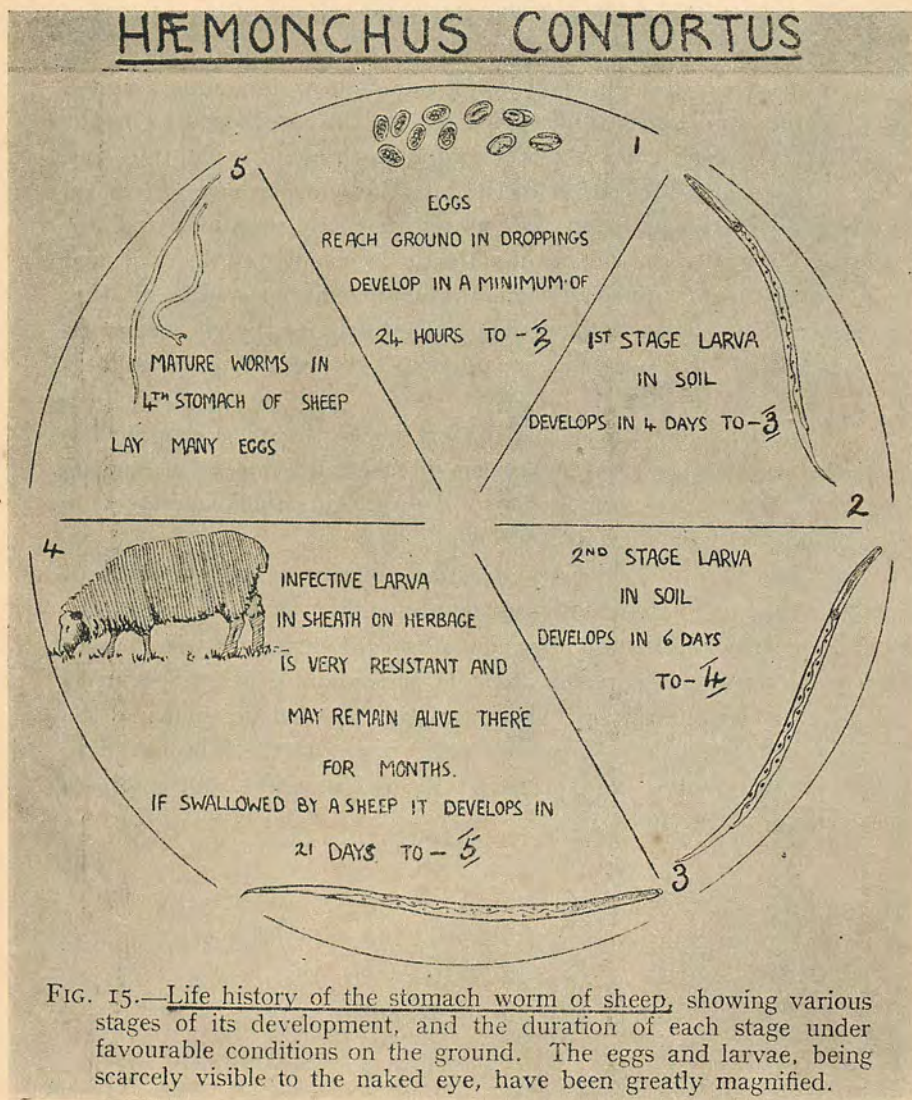 HÆMONCHUS CONTORTUS
1
EGGS
REACH GROUND IN DROPPINGS
DEVELOP IN A MINIMUM OF
24 HOURS TO - 2
1ST STAGE LARVA
IN SOIL
DEVELOPS IN 4 DAYS TO - 3
2
2ND STAGE LARVA
IN SOIL
DEVELOPS IN 6 DAYS
TO - 4
3
4
INFECTIVE LARVA
IN SHEATH ON HERBAGE
IS VERY RESISTANT AND
MAY REMAIN ALIVE THERE
FOR MONTHS.
IF SWALLOWED BY A SHEEP IT DEVELOPS IN
21 DAYS TO - 5
5
MATURE WORMS IN
4TH STOMACH OF SHEEP
LAY MANY EGGS
FIG. 15.—Life history of the stomach worm of sheep, showing various
stages of its development, and the duration of each stage under
favourable conditions on the ground. The eggs and larvae, being
scarcely visible to the naked eye, have been greatly magnified.